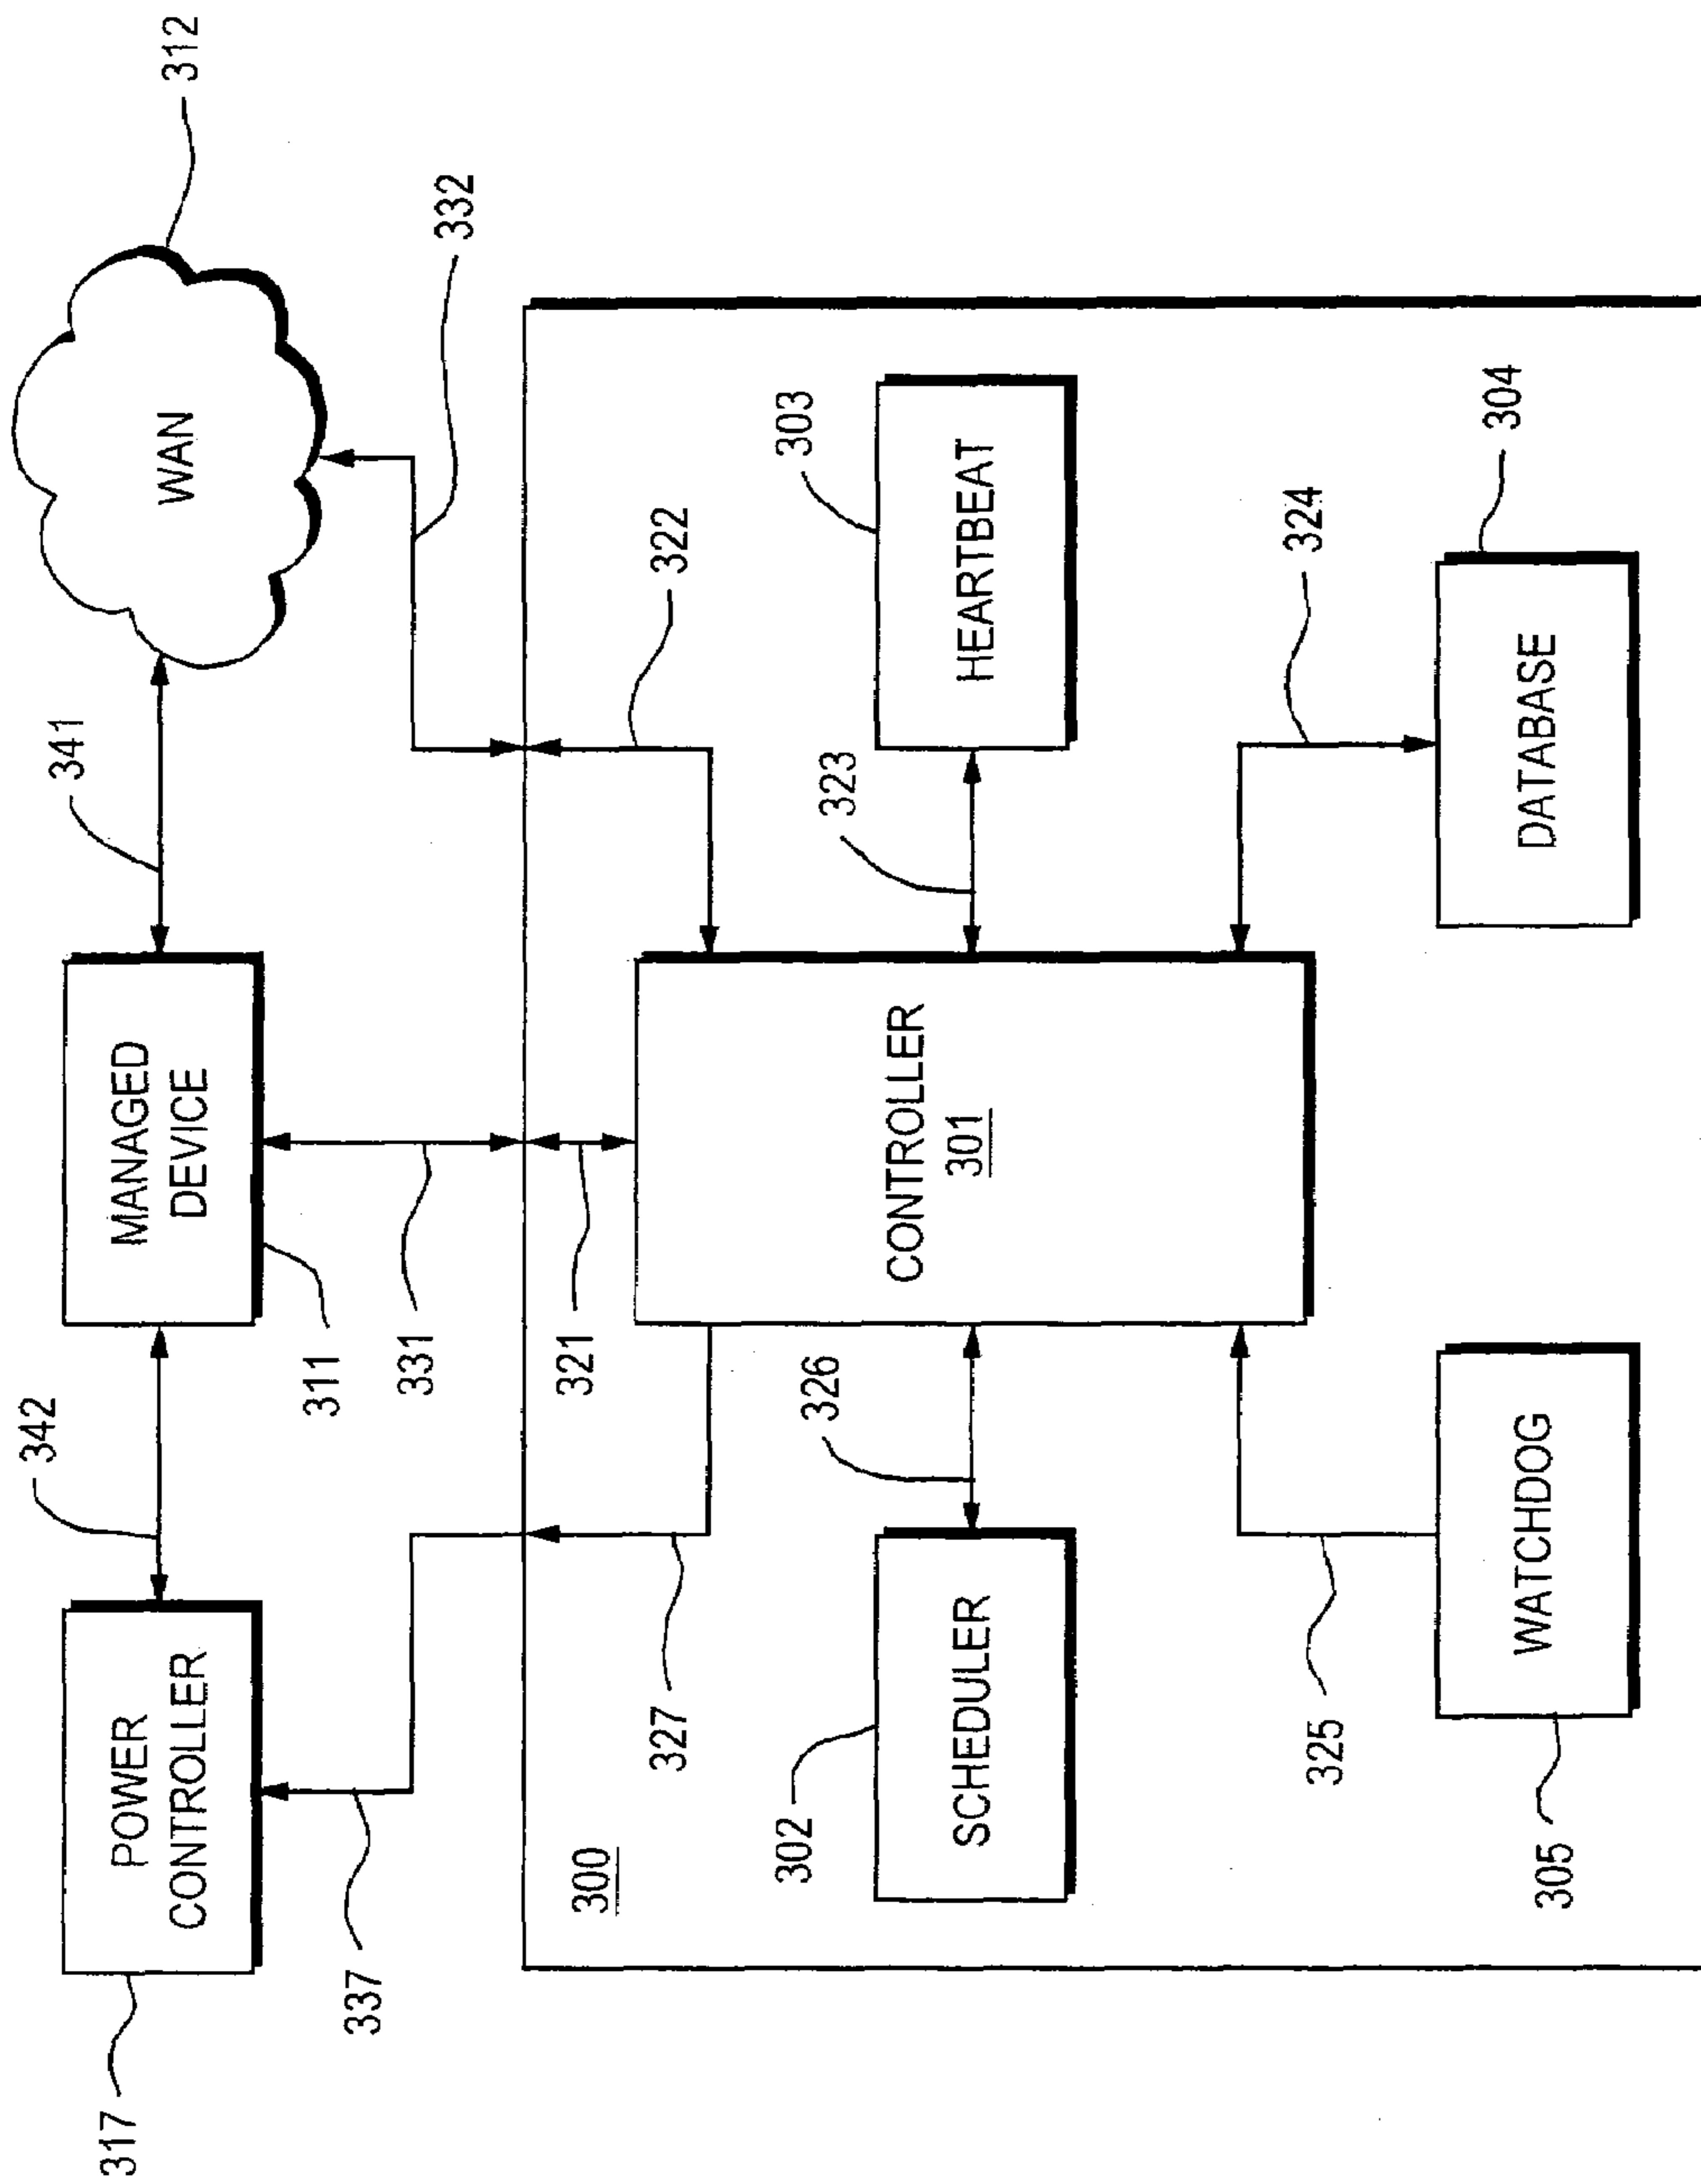 317
POWER
CONTROLLER
342
MANAGED
DEVICE
341
WAN
312
337
311
331
332
300
327
321
322
302
SCHEDULER
326
CONTROLLER
301
323
303
HEARTBEAT
325
324
305
WATCHDOG
DATABASE
304